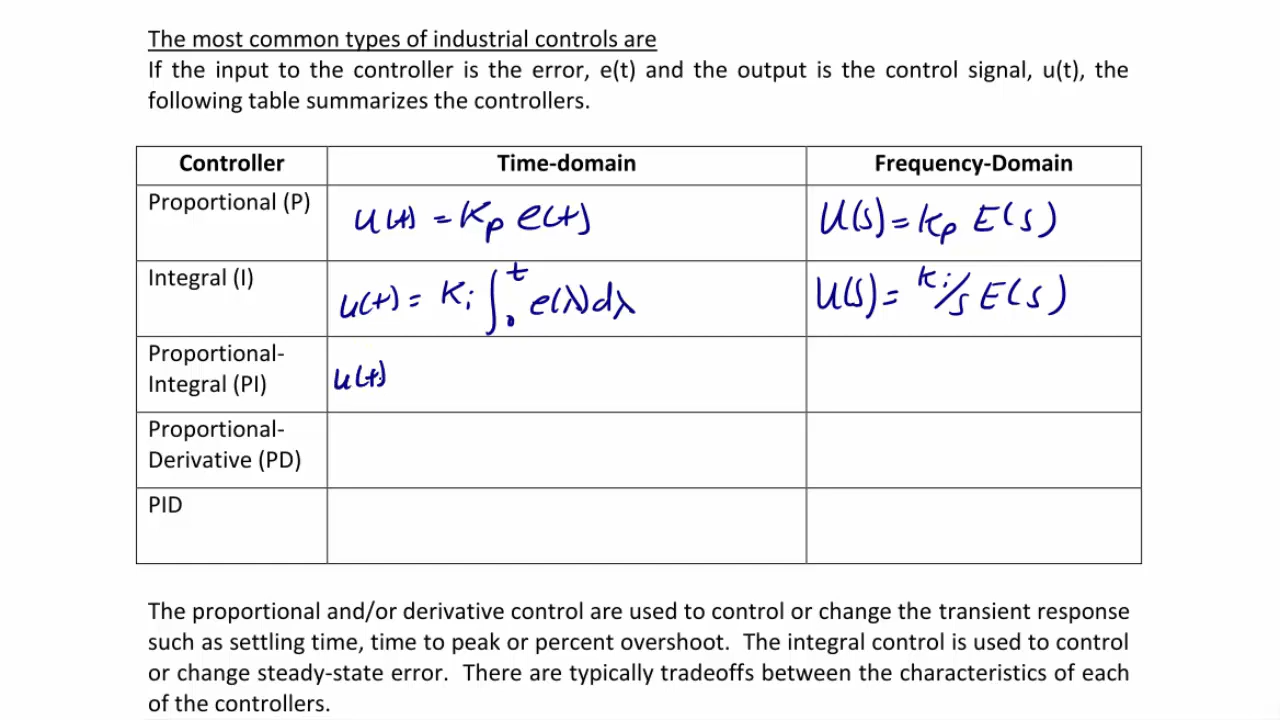 The most common types of industrial controls are
If the input to the controller is the error, e(t) and the output is the control signal, u(t), the
following table summarizes the controllers.
Controller Time-domain Frequency-Domain
Proportional (P) u(t) = Kp e(t) U(s) = Kp E(s)
Integral (I) u(t) = Ki ∫₀ᵗ e(λ)dλ U(s) = Ki/s E(s)
Proportional-
Integral (PI) u(t)
Proportional-
Derivative (PD)
PID
The proportional and/or derivative control are used to control or change the transient response
such as settling time, time to peak or percent overshoot. The integral control is used to control
or change steady-state error. There are typically tradeoffs between the characteristics of each
of the controllers.